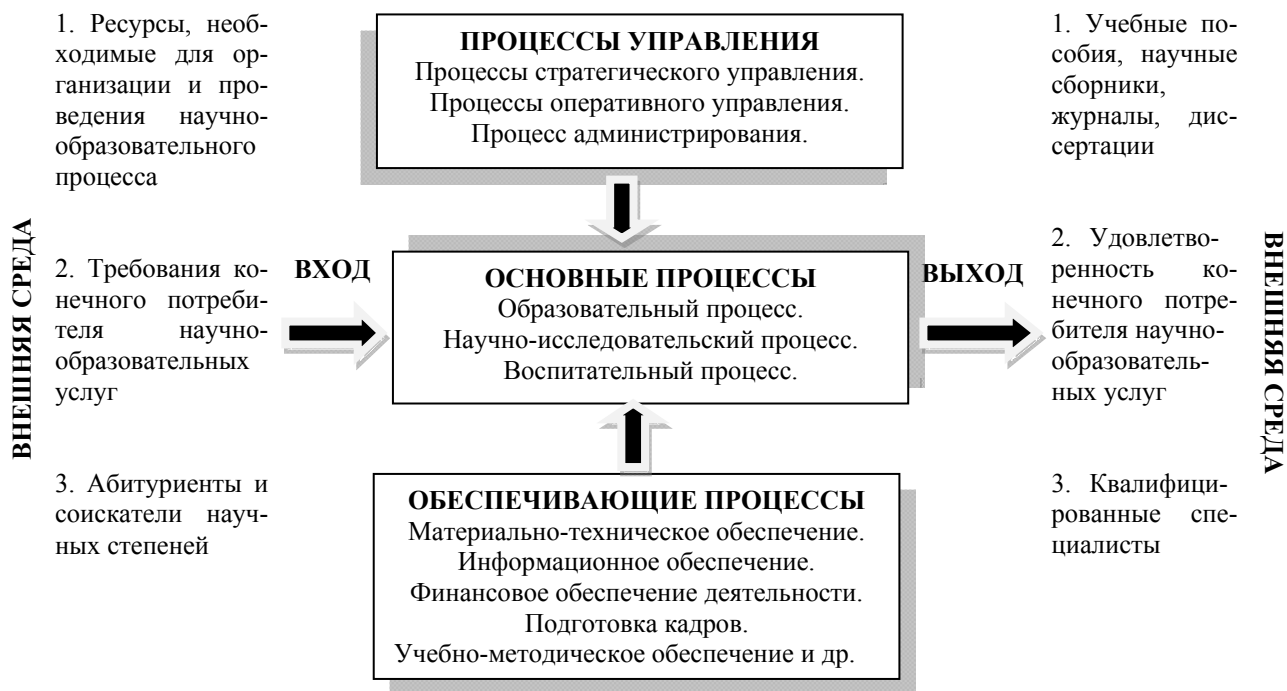 1. Ресурсы, необ-
ходимые для ор-
ганизации и про-
ведения научно-
образовательного
процесса
ПРОЦЕССЫ УПРАВЛЕНИЯ
Процессы стратегического управления.
Процессы оперативного управления.
Процесс администрирования.
1. Учебные по-
собия, научные
сборники,
журналы, дис-
сертации
ВНЕШНЯЯ СРЕДА
2. Требования ко-
нечного потреби-
теля научно-
образовательных
услуг
ВХОД
ОСНОВНЫЕ ПРОЦЕССЫ
Образовательный процесс.
Научно-исследовательский процесс.
Воспитательный процесс.
ВЫХОД
2. Удовлетво-
ренность ко-
нечного потре-
бителя научно-
образователь-
ных услуг
ВНЕШНЯЯ СРЕДА
3. Абитуриенты и
соискатели науч-
ных степеней
ОБЕСПЕЧИВАЮЩИЕ ПРОЦЕССЫ
Материально-техническое обеспечение.
Информационное обеспечение.
Финансовое обеспечение деятельности.
Подготовка кадров.
Учебно-методическое обеспечение и др.
3. Квалифици-
рованные спе-
циалисты